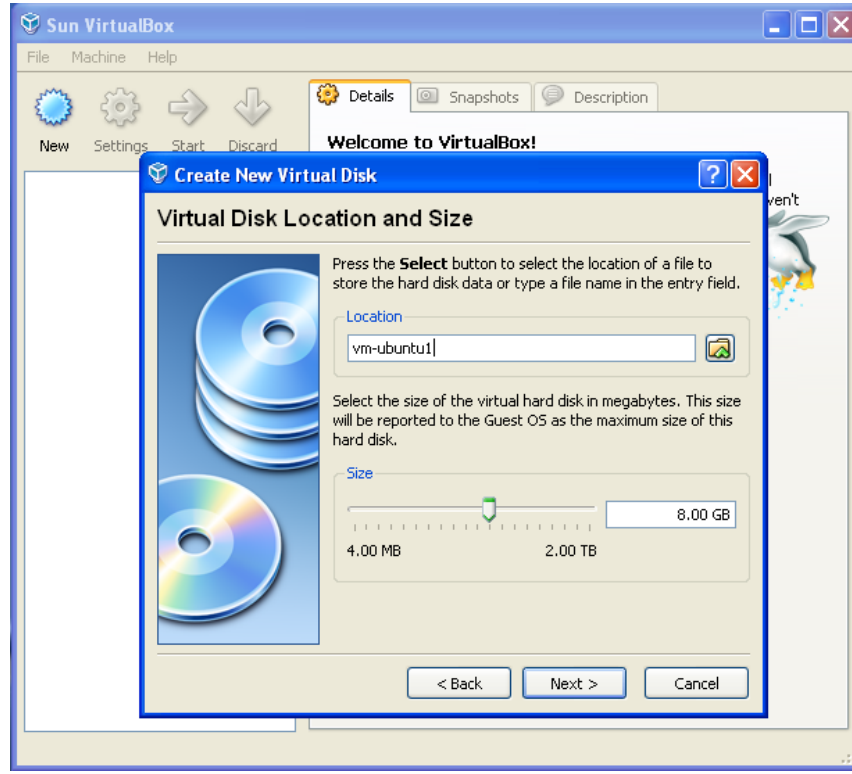 Sun VirtualBox
File Machine Help
New Settings Start Discard
Details Snapshots Description
Welcome to VirtualBox!
ven't
Create New Virtual Disk
Virtual Disk Location and Size
Press the Select button to select the location of a file to
store the hard disk data or type a file name in the entry field.
Location
vm-ubuntu1
Select the size of the virtual hard disk in megabytes. This size
will be reported to the Guest OS as the maximum size of this
hard disk.
Size
8.00 GB
4.00 MB 2.00 TB
< Back Next > Cancel